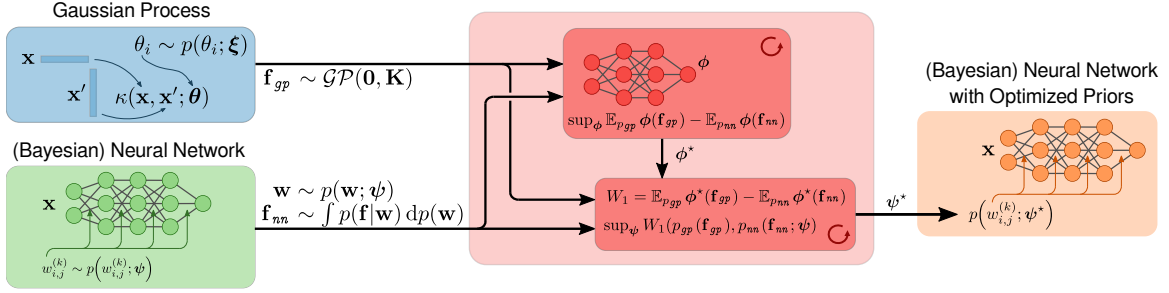 Gaussian Process
θ_i ∼ p(θ_i; ξ)
x
x′
κ(x, x′; θ)
f_gp ∼ GP(0, K)
(Bayesian) Neural Network
x
w_{i,j}^{(k)} ∼ p(w_{i,j}^{(k)}; ψ)
w ∼ p(w; ψ)
f_nn ∼ ∫ p(f|w) dp(w)
ϕ
sup_ϕ E_{p_gp} ϕ(f_gp) − E_{p_nn} ϕ(f_nn)
ϕ⋆
W_1 = E_{p_gp} ϕ⋆(f_gp) − E_{p_nn} ϕ⋆(f_nn)
sup_ψ W_1(p_gp(f_gp), p_nn(f_nn; ψ)
ψ⋆
(Bayesian) Neural Network
with Optimized Priors
x
p(w_{i,j}^{(k)}; ψ⋆)